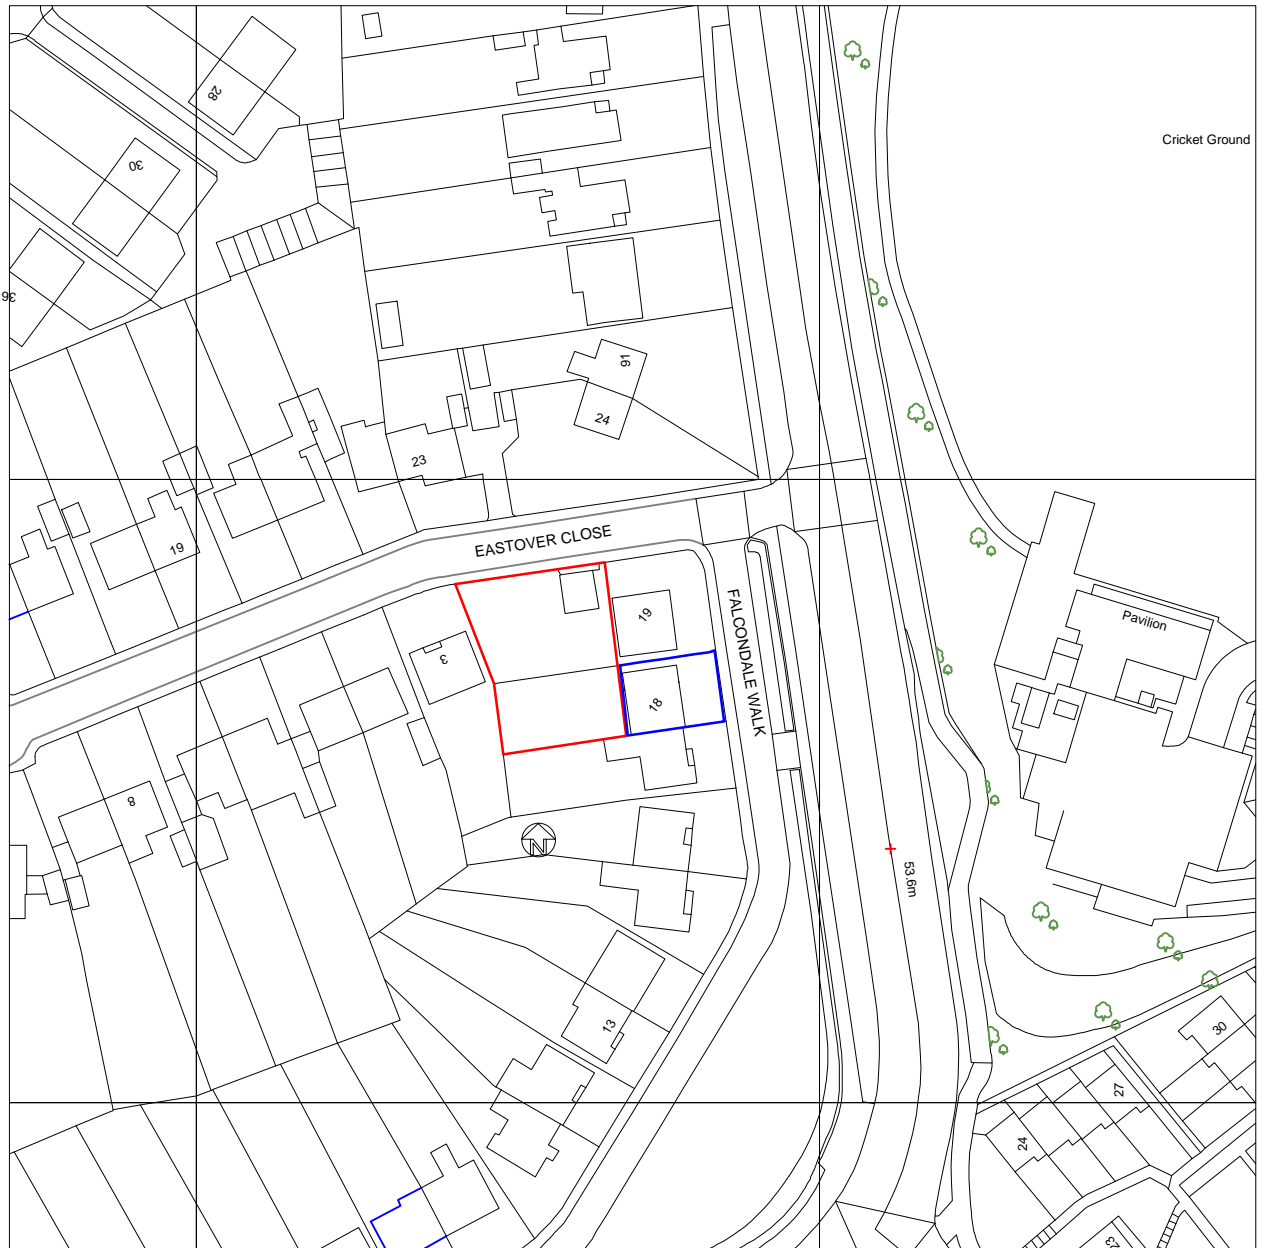 28
Cricket Ground
30
36
16
24
23
19
EASTOVER CLOSE
19
FALCONDALE WALK
Pavilion
3
18
8
N
53.6m
13
30
27
24
23